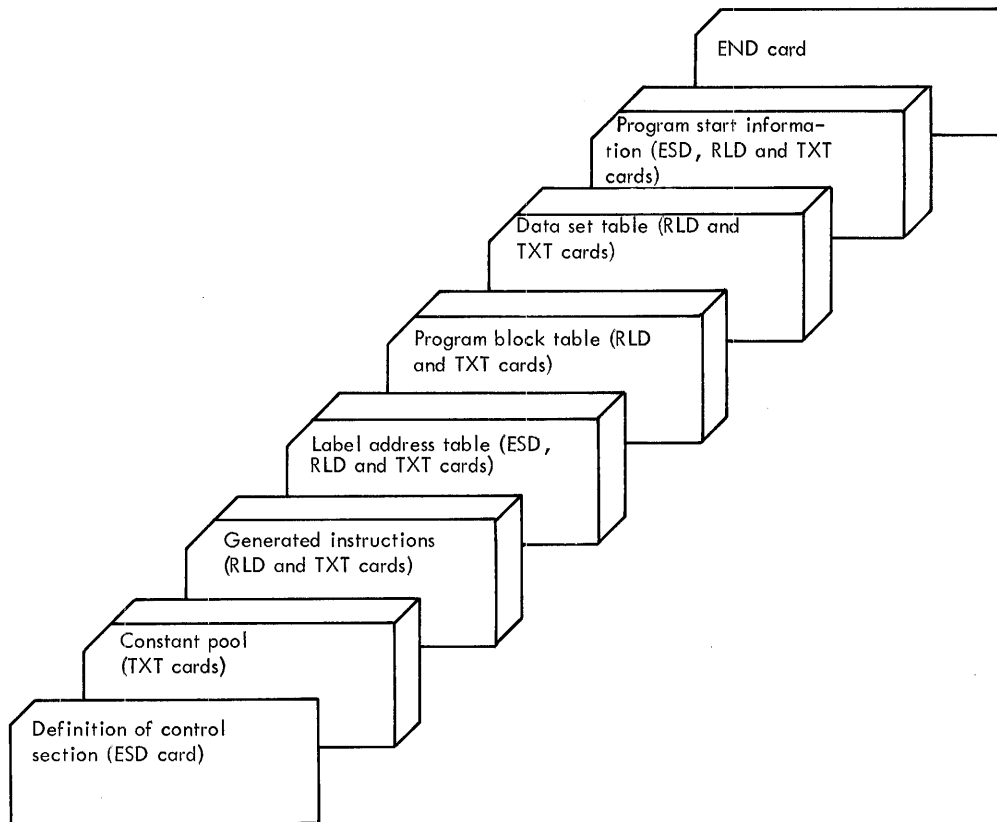 END card
Program start informa-
tion (ESD, RLD and TXT
cards)
Data set table (RLD and
TXT cards)
Program block table (RLD
and TXT cards)
Label address table (ESD,
RLD and TXT cards)
Generated instructions
(RLD and TXT cards)
Constant pool
(TXT cards)
Definition of control
section (ESD card)